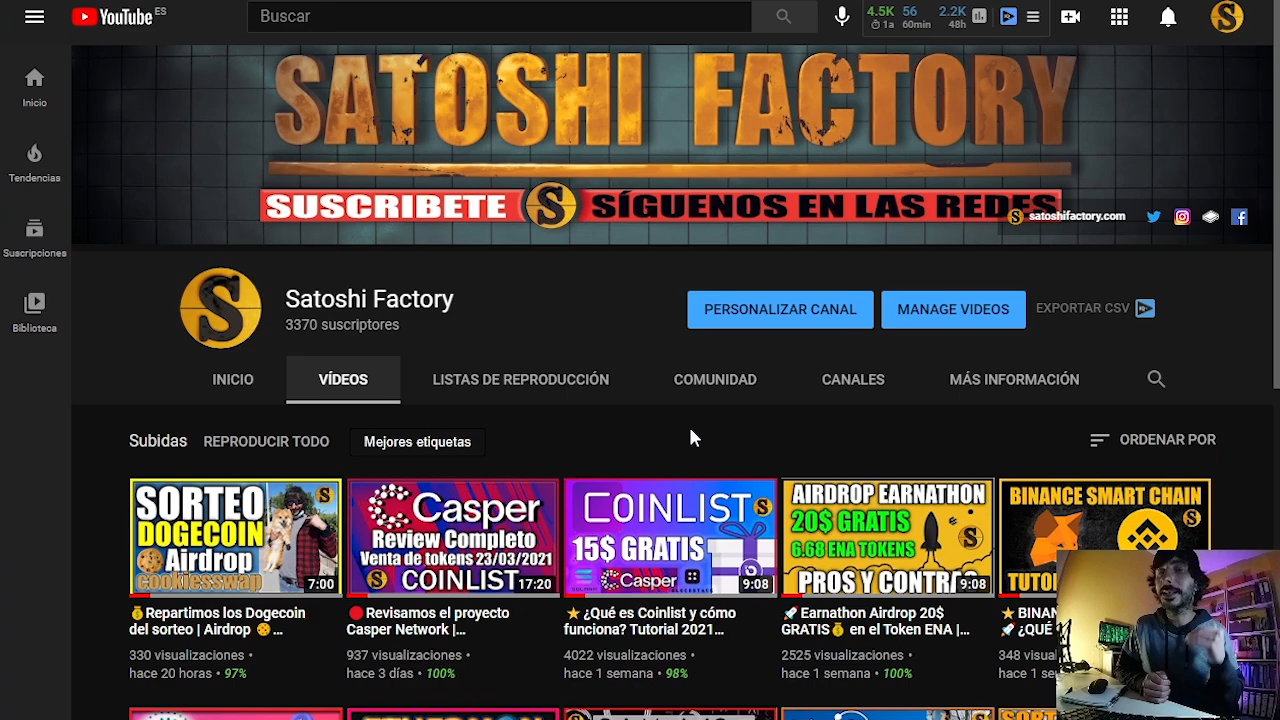 YouTube ES
Buscar
4.5K 56 2.2K
1a 60min 48h
SATOSHI FACTORY
SUSCRIBETE S SÍGUENOS EN LAS REDES
satoshifactory.com
Inicio
Tendencias
Suscripciones
Biblioteca
Satoshi Factory
3370 suscriptores
PERSONALIZAR CANAL
MANAGE VIDEOS
EXPORTAR CSV
INICIO VÍDEOS LISTAS DE REPRODUCCIÓN COMUNIDAD CANALES MÁS INFORMACIÓN
Subidas REPRODUCIR TODO Mejores etiquetas ORDENAR POR
SORTEO
DOGECOIN
Airdrop
cookiesswap
7:00
💰Repartimos los Dogecoin
del sorteo | Airdrop 🍪...
330 visualizaciones •
hace 20 horas • 97%
Casper
Review Completo
Venta de tokens 23/03/2021
COINLIST
17:20
🔴Revisamos el proyecto
Casper Network |...
937 visualizaciones •
hace 3 días • 100%
COINLIST
15$ GRATIS
Casper
9:08
⭐ ¿Qué es Coinlist y cómo
funciona? Tutorial 2021...
4022 visualizaciones •
hace 1 semana • 98%
AIRDROP EARNATHON
20$ GRATIS
6.68 ENA TOKENS
PROS Y CONTRA
9:08
🚀 Earnathon Airdrop 20$
GRATIS💰 en el Token ENA |...
2525 visualizaciones •
hace 1 semana • 100%
BINANCE SMART CHAIN
⭐ BINAN
🚀 ¿QUÉ
348 visua
hace 1 sem